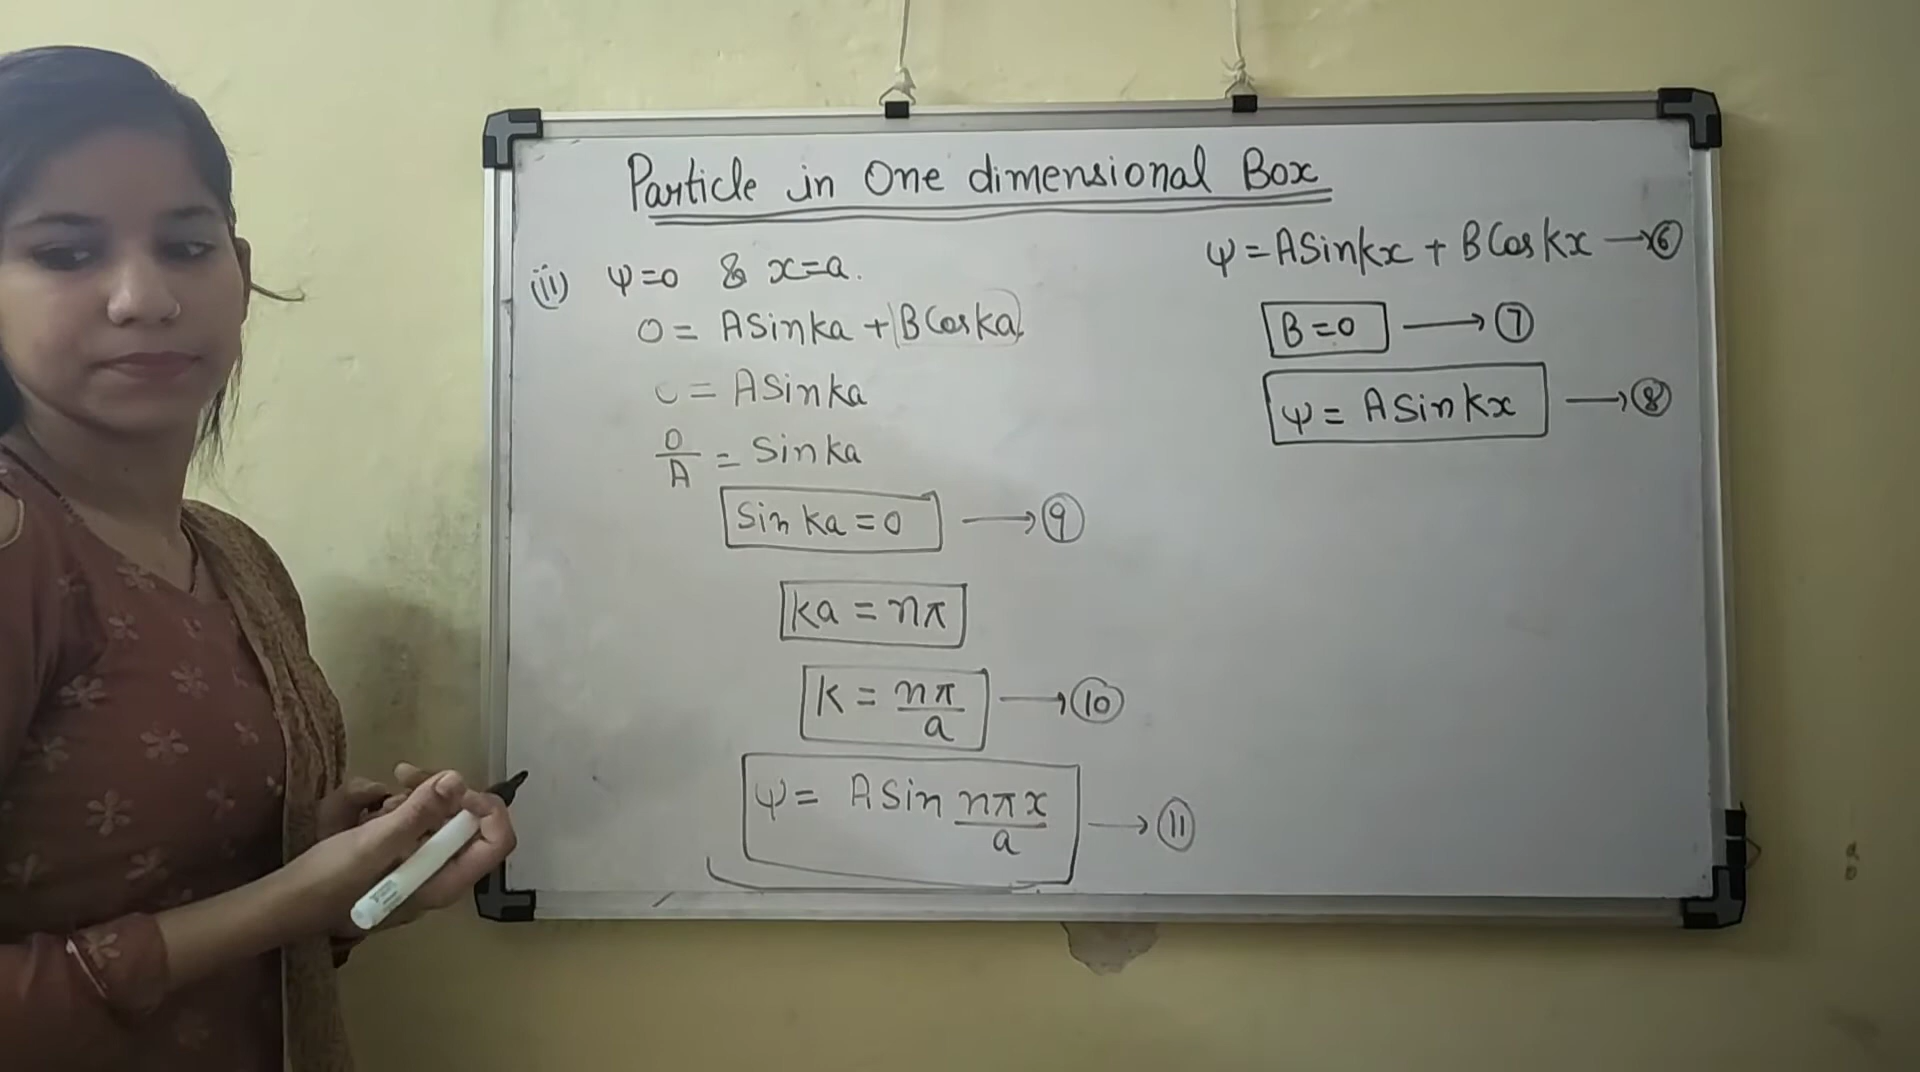 Particle in One dimensional Box
(ii) ψ=0 & x=a.
0 = ASinka + BCoska
0 = ASinka
0/A = Sinka
Sin ka = 0 → ⑨
ka = nπ
K = nπ/a → ⑩
ψ = ASin nπx/a → ⑪
ψ = ASinkx + BCoskx → ⑥
B = 0 → ⑦
ψ = ASinkx → ⑧